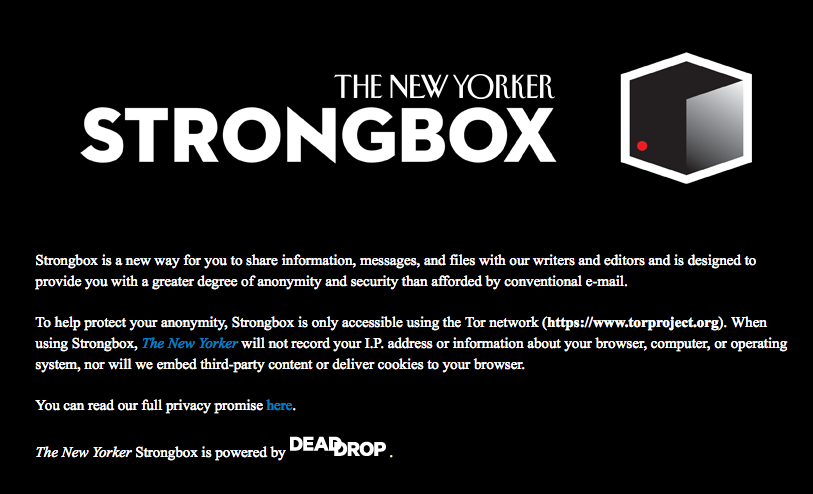 THE NEW YORKER
STRONGBOX
Strongbox is a new way for you to share information, messages, and files with our writers and editors and is designed to
provide you with a greater degree of anonymity and security than afforded by conventional e-mail.
To help protect your anonymity, Strongbox is only accessible using the Tor network (https://www.torproject.org). When
using Strongbox, The New Yorker will not record your I.P. address or information about your browser, computer, or operating
system, nor will we embed third-party content or deliver cookies to your browser.
You can read our full privacy promise here.
The New Yorker Strongbox is powered by DEADDROP .